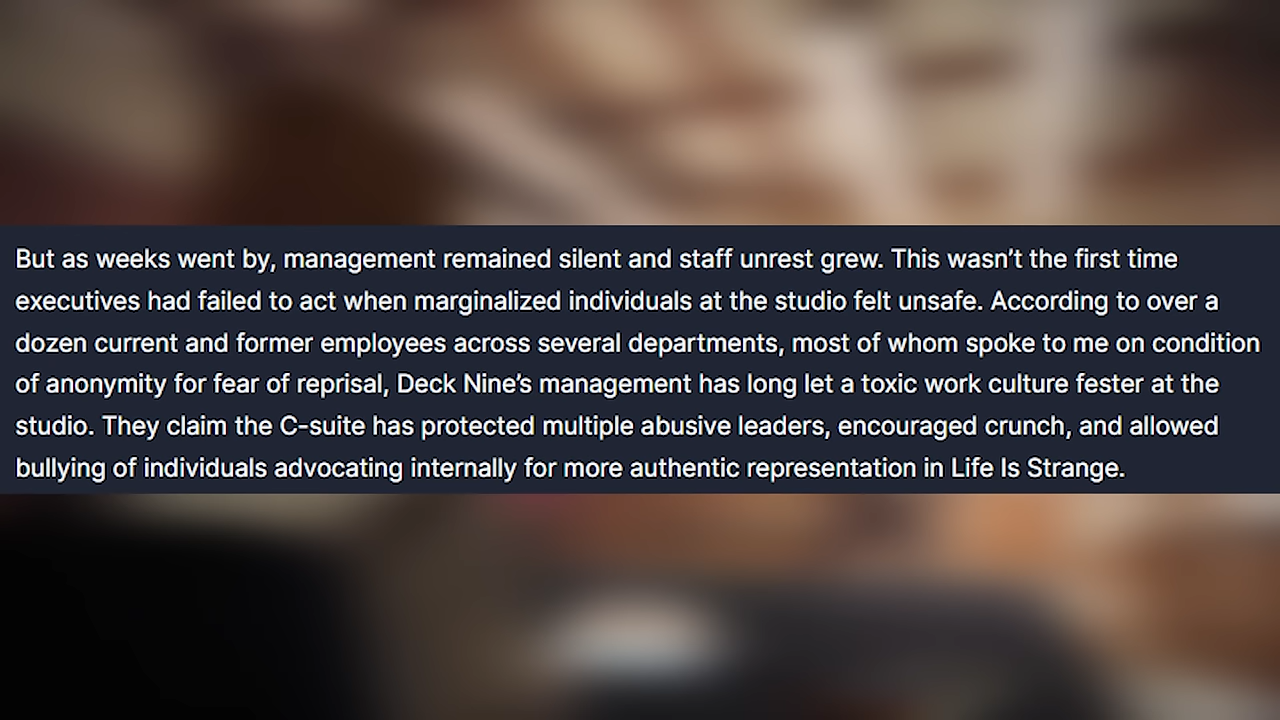 But as weeks went by, management remained silent and staff unrest grew. This wasn’t the first time
executives had failed to act when marginalized individuals at the studio felt unsafe. According to over a
dozen current and former employees across several departments, most of whom spoke to me on condition
of anonymity for fear of reprisal, Deck Nine’s management has long let a toxic work culture fester at the
studio. They claim the C-suite has protected multiple abusive leaders, encouraged crunch, and allowed
bullying of individuals advocating internally for more authentic representation in Life Is Strange.